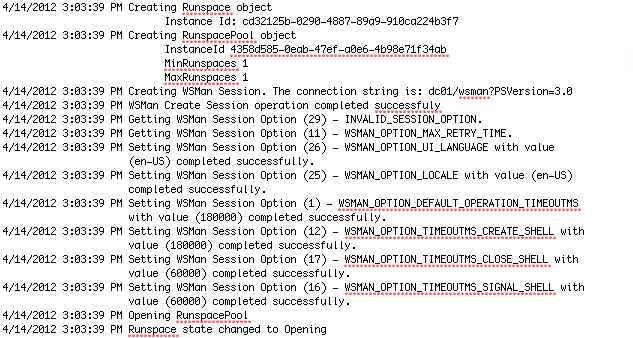 4/14/2012 3:03:39 PM Creating Runspace object
Instance Id: cd32125b-0290-4887-89a9-910ca224b3f7
4/14/2012 3:03:39 PM Creating RunspacePool object
InstanceId 4358d585-0eab-47ef-a0e6-4b98e71f34ab
MinRunspaces 1
MaxRunspaces 1
4/14/2012 3:03:39 PM Creating WSMan Session. The connection string is: dc01/wsman?PSVersion=3.0
4/14/2012 3:03:39 PM WSMan Create Session operation completed successfuly
4/14/2012 3:03:39 PM Getting WSMan Session Option (29) - INVALID_SESSION_OPTION.
4/14/2012 3:03:39 PM Getting WSMan Session Option (11) - WSMAN_OPTION_MAX_RETRY_TIME.
4/14/2012 3:03:39 PM Setting WSMan Session Option (26) - WSMAN_OPTION_UI_LANGUAGE with value
(en-US) completed successfully.
4/14/2012 3:03:39 PM Setting WSMan Session Option (25) - WSMAN_OPTION_LOCALE with value (en-US)
completed successfully.
4/14/2012 3:03:39 PM Setting WSMan Session Option (1) - WSMAN_OPTION_DEFAULT_OPERATION_TIMEOUTMS
with value (180000) completed successfully.
4/14/2012 3:03:39 PM Setting WSMan Session Option (12) - WSMAN_OPTION_TIMEOUTMS_CREATE_SHELL with
value (180000) completed successfully.
4/14/2012 3:03:39 PM Setting WSMan Session Option (17) - WSMAN_OPTION_TIMEOUTMS_CLOSE_SHELL with
value (60000) completed successfully.
4/14/2012 3:03:39 PM Setting WSMan Session Option (16) - WSMAN_OPTION_TIMEOUTMS_SIGNAL_SHELL with
value (60000) completed successfully.
4/14/2012 3:03:39 PM Opening RunspacePool
4/14/2012 3:03:39 PM Runspace state changed to Opening